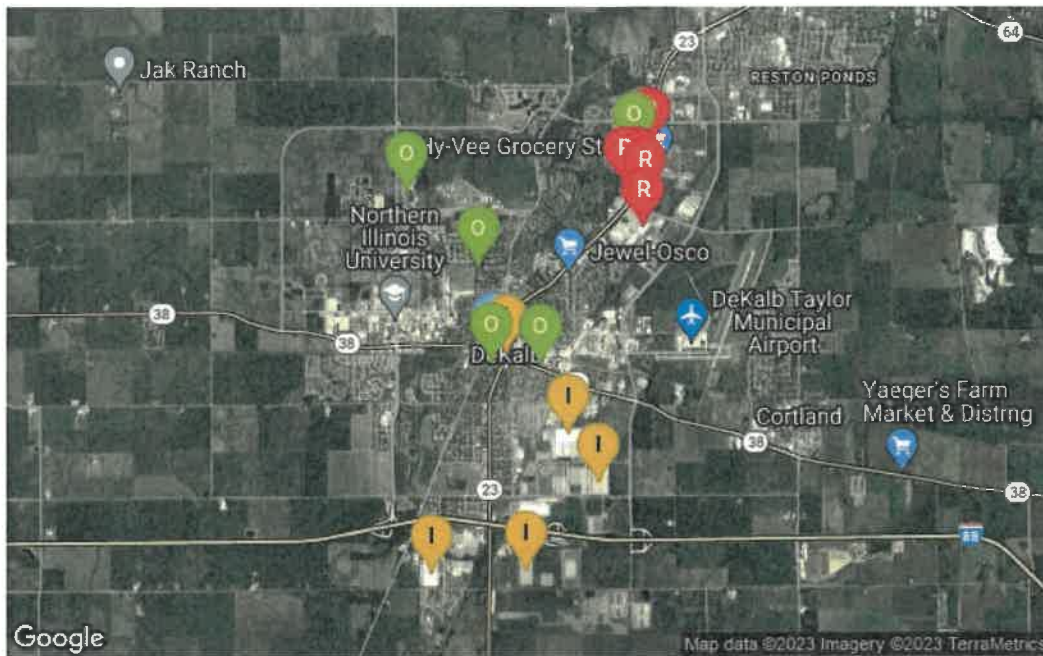 64
23
Jak Ranch
RESTON PONDS
O
O
Hy-Vee Grocery St
R
R
Northern
Illinois
University
O
Jewel-Osco
DeKalb Taylor
Municipal
Airport
38
38
O
O
DeKalb
I
Yaeger's Farm
Market & Distrng
Cortland
38
I
23
38
I
I
88
Google
Map data ©2023 Imagery ©2023 TerraMetrics